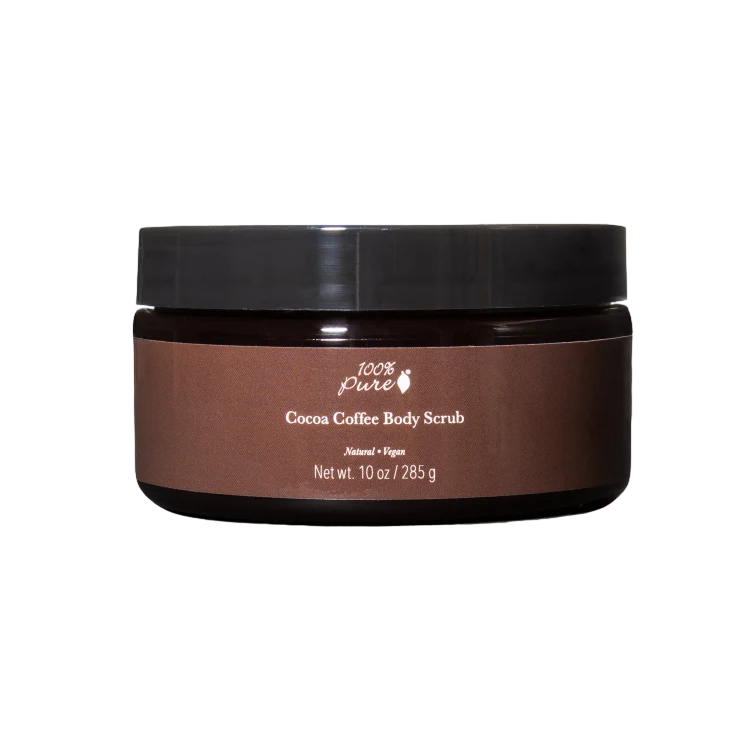 100%
Pure
Cocoa Coffee Body Scrub
Natural • Vegan
Net wt. 10 oz / 285 g